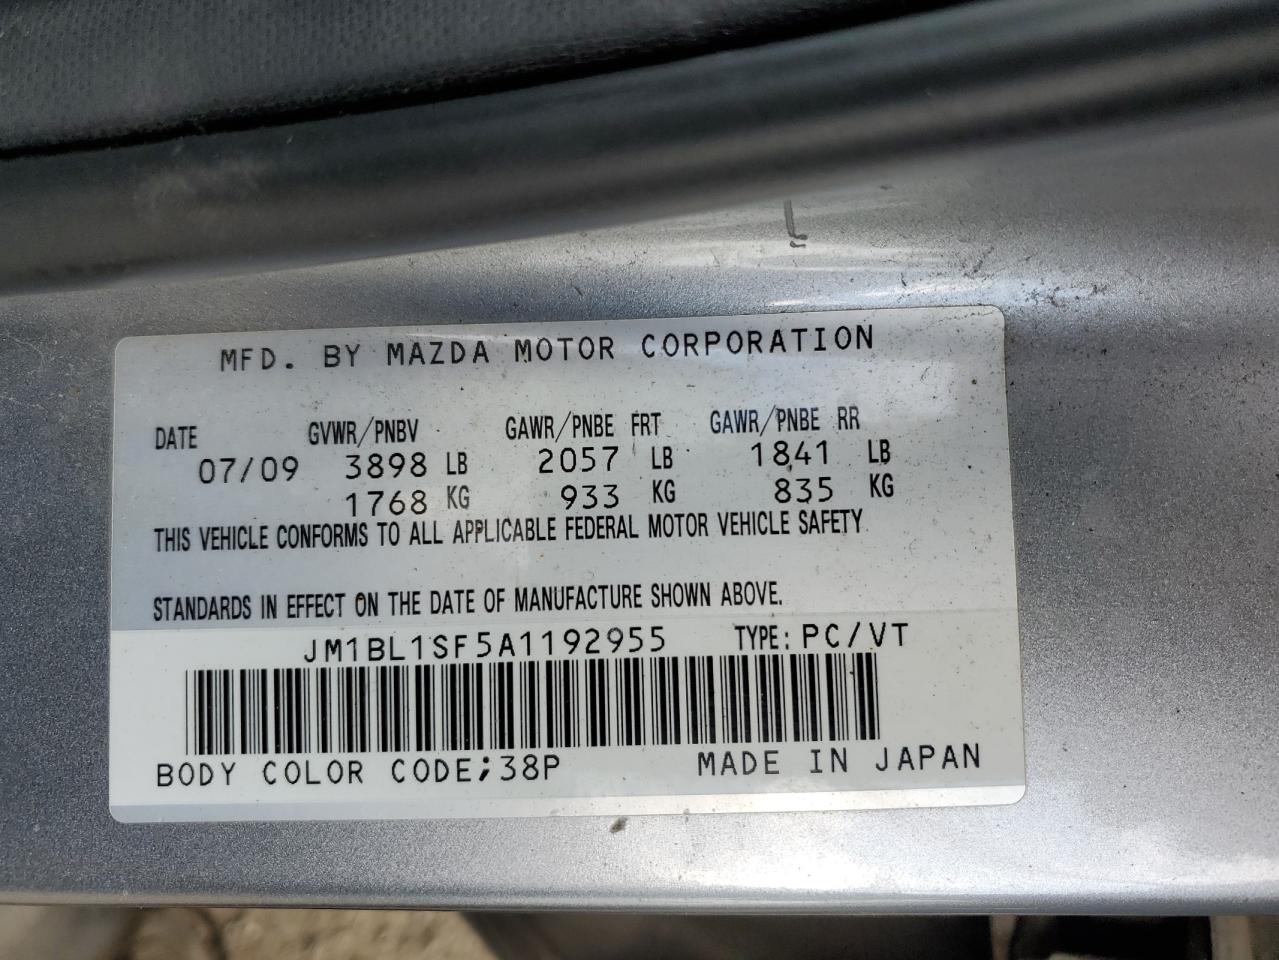 MFD. BY MAZDA MOTOR CORPORATION
DATE GVWR/PNBV GAWR/PNBE FRT GAWR/PNBE RR
07/09 3898 LB 2057 LB 1841 LB
1768 KG 933 KG 835 KG
THIS VEHICLE CONFORMS TO ALL APPLICABLE FEDERAL MOTOR VEHICLE SAFETY
STANDARDS IN EFFECT ON THE DATE OF MANUFACTURE SHOWN ABOVE.
JM1BL1SF5A1192955 TYPE: PC/VT
BODY COLOR CODE;38P MADE IN JAPAN